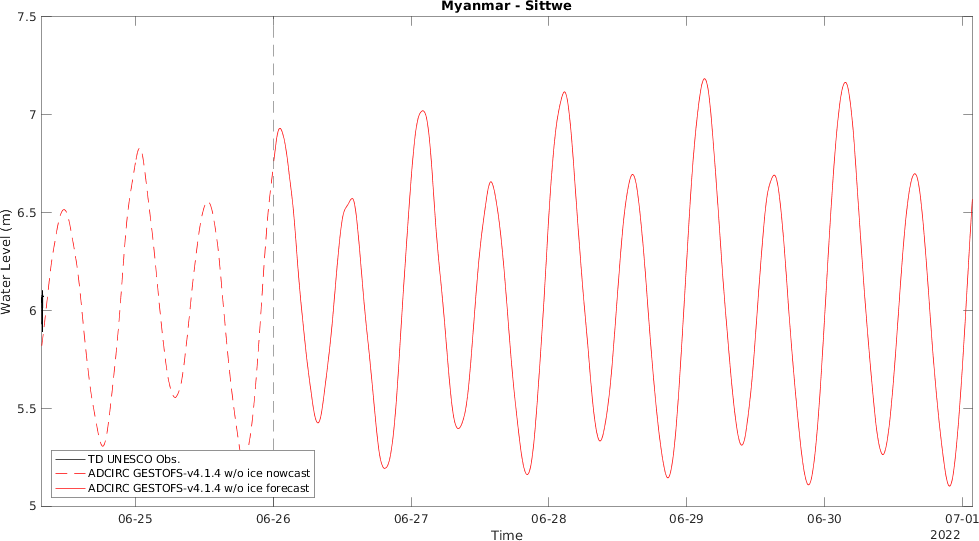 Myanmar - Sittwe
7.5
7
6.5
6
5.5
5
Water Level (m)
TD UNESCO Obs.
ADCIRC GESTOFS-v4.1.4 w/o ice nowcast
ADCIRC GESTOFS-v4.1.4 w/o ice forecast
06-25 06-26 06-27 06-28 06-29 06-30 07-01
Time 2022